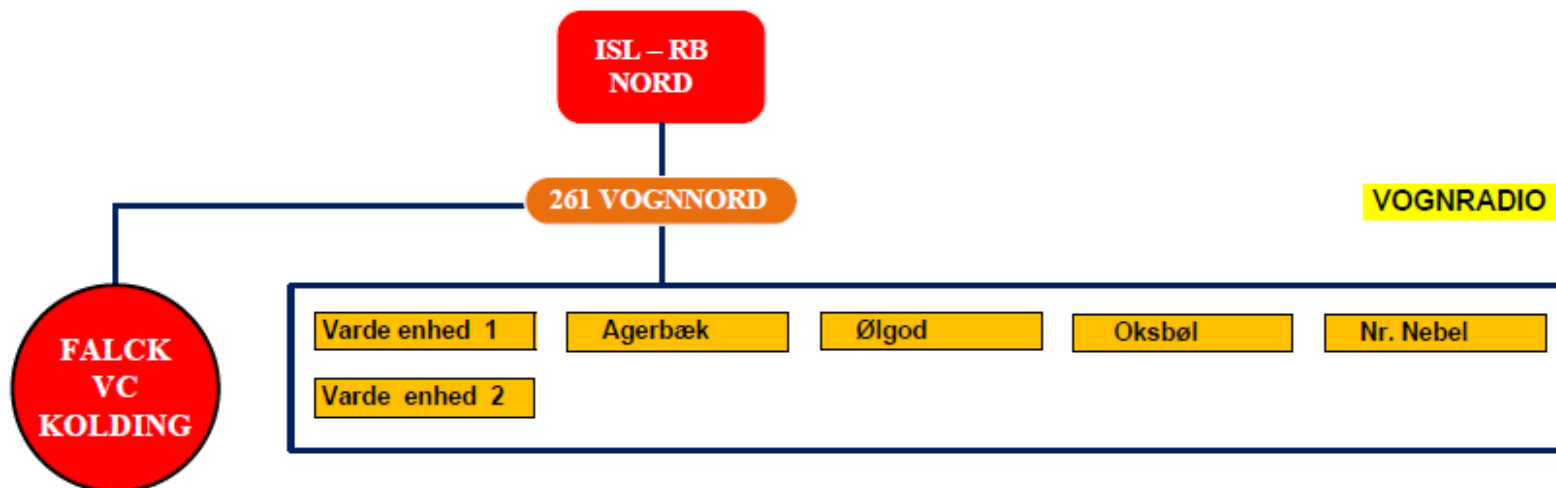 ISL – RB
NORD
261 VOGNNORD
VOGNRADIO
FALCK
VC
KOLDING
Varde enhed 1
Agerbæk
Ølgod
Oksbøl
Nr. Nebel
Varde enhed 2